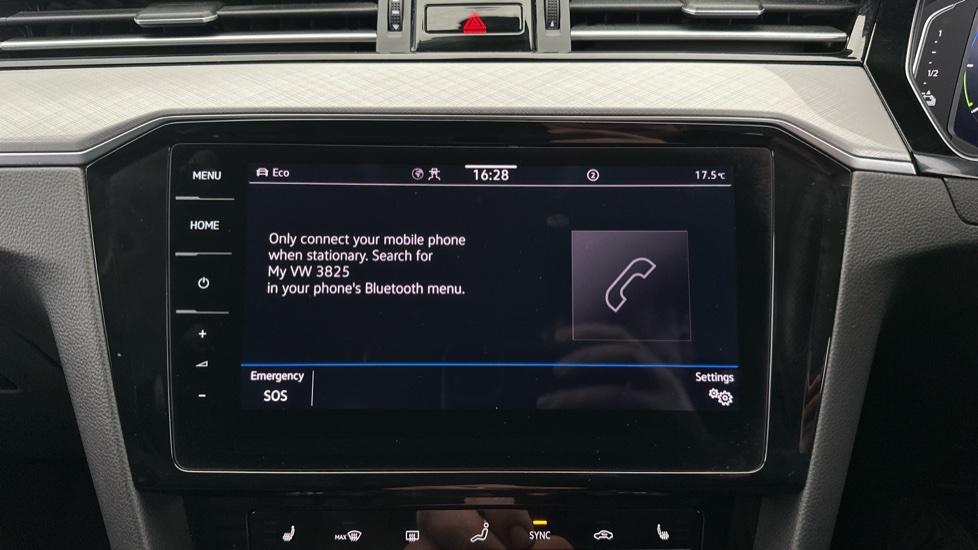 1
1/2
MENU
Eco
16:28
2
17.5°C
HOME
Only connect your mobile phone
when stationary. Search for
My VW 3825
in your phone's Bluetooth menu.
+
-
Emergency
SOS
Settings
MAX
SYNC